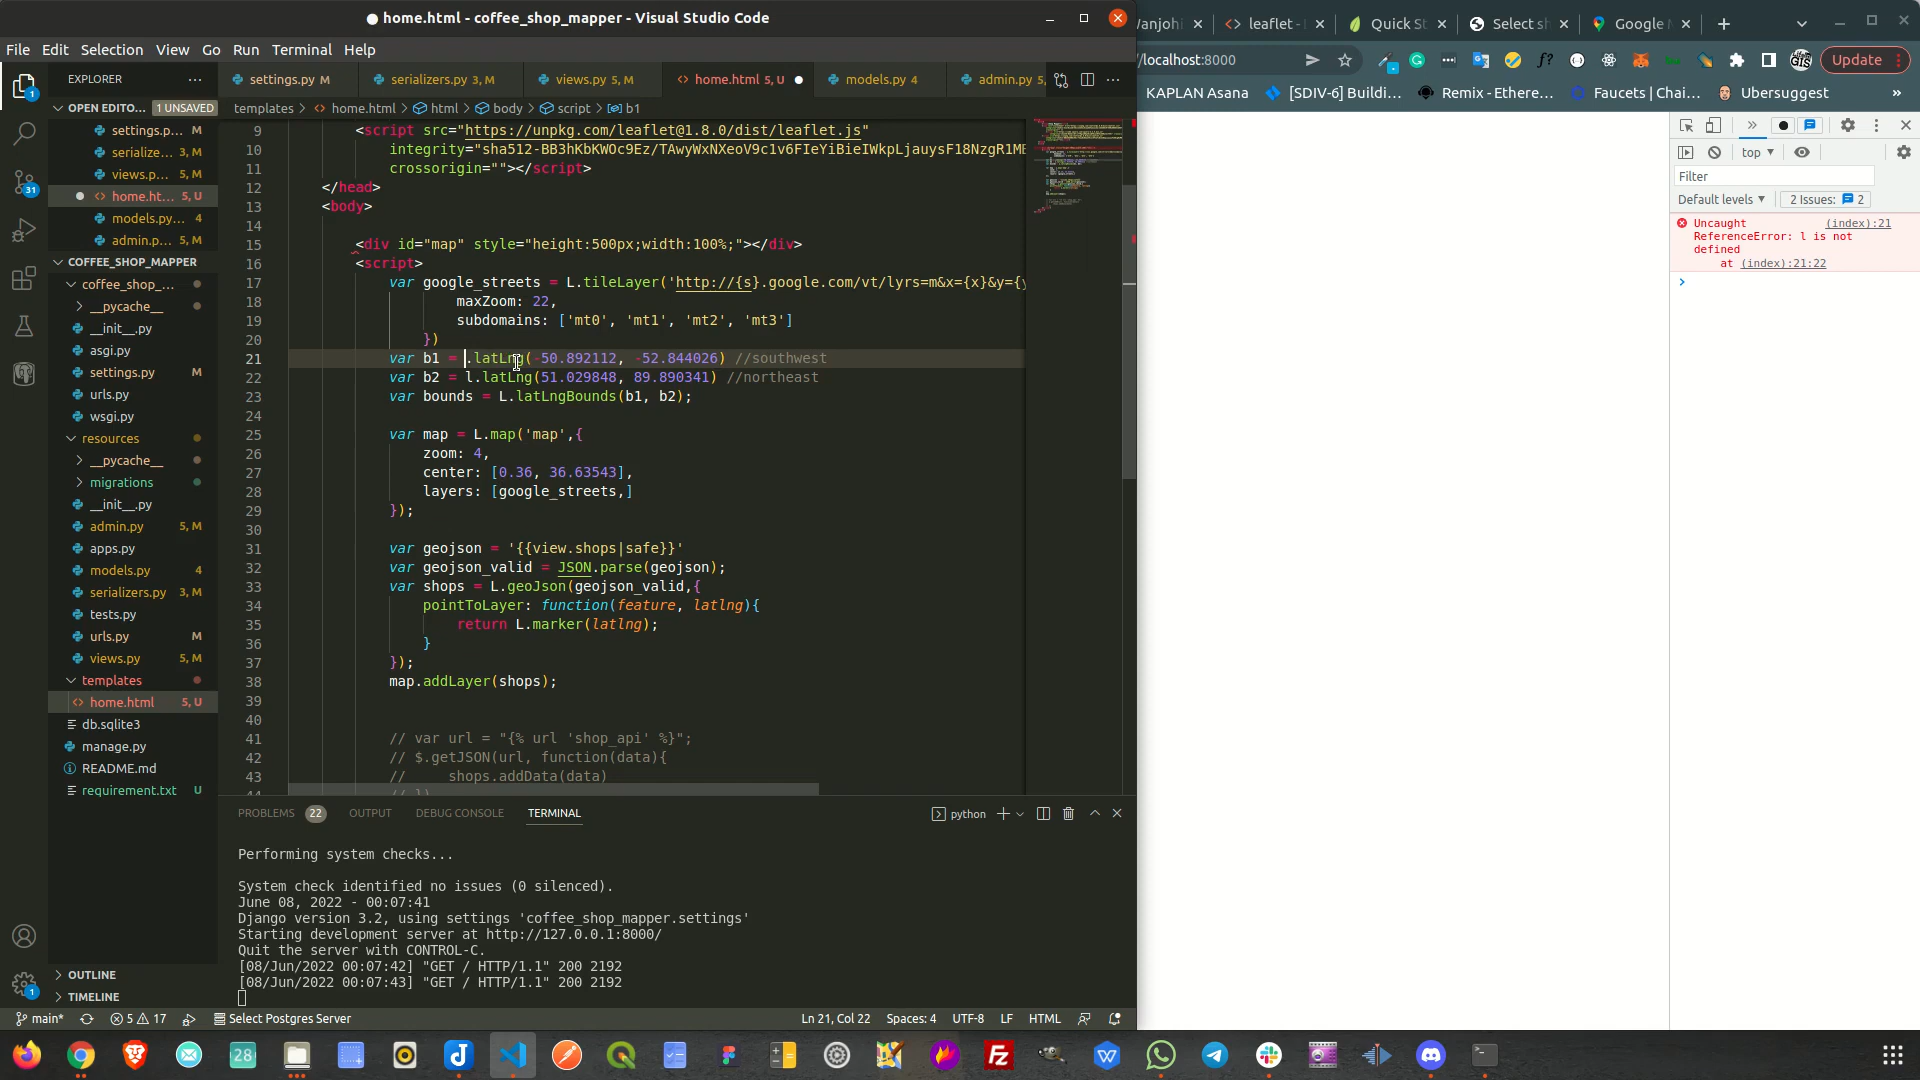 home.html - coffee_shop_mapper - Visual Studio Code
File Edit Selection View Go Run Terminal Help
EXPLORER
OPEN EDITO... 1 UNSAVED
settings.p... M
serialize... 3, M
views.p... 5, M
home.ht... 5, U
models.py... 4
admin.p... 5, M
COFFEE_SHOP_MAPPER
coffee_shop_...
__pycache__
__init__.py
asgi.py
settings.py M
urls.py
wsgi.py
resources
__pycache__
migrations
__init__.py
admin.py 5, M
apps.py
models.py 4
serializers.py 3, M
tests.py
urls.py M
views.py 5, M
templates
home.html 5, U
db.sqlite3
manage.py
README.md
requirement.txt U
OUTLINE
TIMELINE
settings.py M serializers.py 3, M views.py 5, M home.html 5, U models.py 4 admin.py 5,
templates > home.html > html > body > script > b1
9 <script src="https://unpkg.com/leaflet@1.8.0/dist/leaflet.js"
10 integrity="sha512-BB3hKbKWOc9Ez/TAwyWxNXeoV9c1v6FIeYiBieIWkpLjauysF18NzgR1MB
11 crossorigin=""></script>
12 </head>
13 <body>
14
15 <div id="map" style="height:500px;width:100%;"></div>
16 <script>
17 var google_streets = L.tileLayer('http://{s}.google.com/vt/lyrs=m&x={x}&y={y
18 maxZoom: 22,
19 subdomains: ['mt0', 'mt1', 'mt2', 'mt3']
20 })
21 var b1 = .latLng(-50.892112, -52.844026) //southwest
22 var b2 = l.latLng(51.029848, 89.890341) //northeast
23 var bounds = L.latLngBounds(b1, b2);
24
25 var map = L.map('map',{
26 zoom: 4,
27 center: [0.36, 36.63543],
28 layers: [google_streets,]
29 });
30
31 var geojson = '{{view.shops|safe}}'
32 var geojson_valid = JSON.parse(geojson);
33 var shops = L.geoJson(geojson_valid,{
34 pointToLayer: function(feature, latlng){
35 return L.marker(latlng);
36 }
37 });
38 map.addLayer(shops);
39
40
41 // var url = "{% url 'shop_api' %}";
42 // $.getJSON(url, function(data){
43 // shops.addData(data)
44 // })
PROBLEMS 22 OUTPUT DEBUG CONSOLE TERMINAL
python
Performing system checks...
System check identified no issues (0 silenced).
June 08, 2022 - 00:07:41
Django version 3.2, using settings 'coffee_shop_mapper.settings'
Starting development server at http://127.0.0.1:8000/
Quit the server with CONTROL-C.
[08/Jun/2022 00:07:42] "GET / HTTP/1.1" 200 2192
[08/Jun/2022 00:07:43] "GET / HTTP/1.1" 200 2192
main* 5 17 Select Postgres Server Ln 21, Col 22 Spaces: 4 UTF-8 LF HTML
anjohi leaflet - Quick St Select sh Google M
/localhost:8000
Update
KAPLAN Asana [SDIV-6] Buildi... Remix - Ethere... Faucets | Chai... Ubersuggest
top
Filter
Default levels 2 Issues: 2
Uncaught (index):21
ReferenceError: l is not
defined
at (index):21:22
28